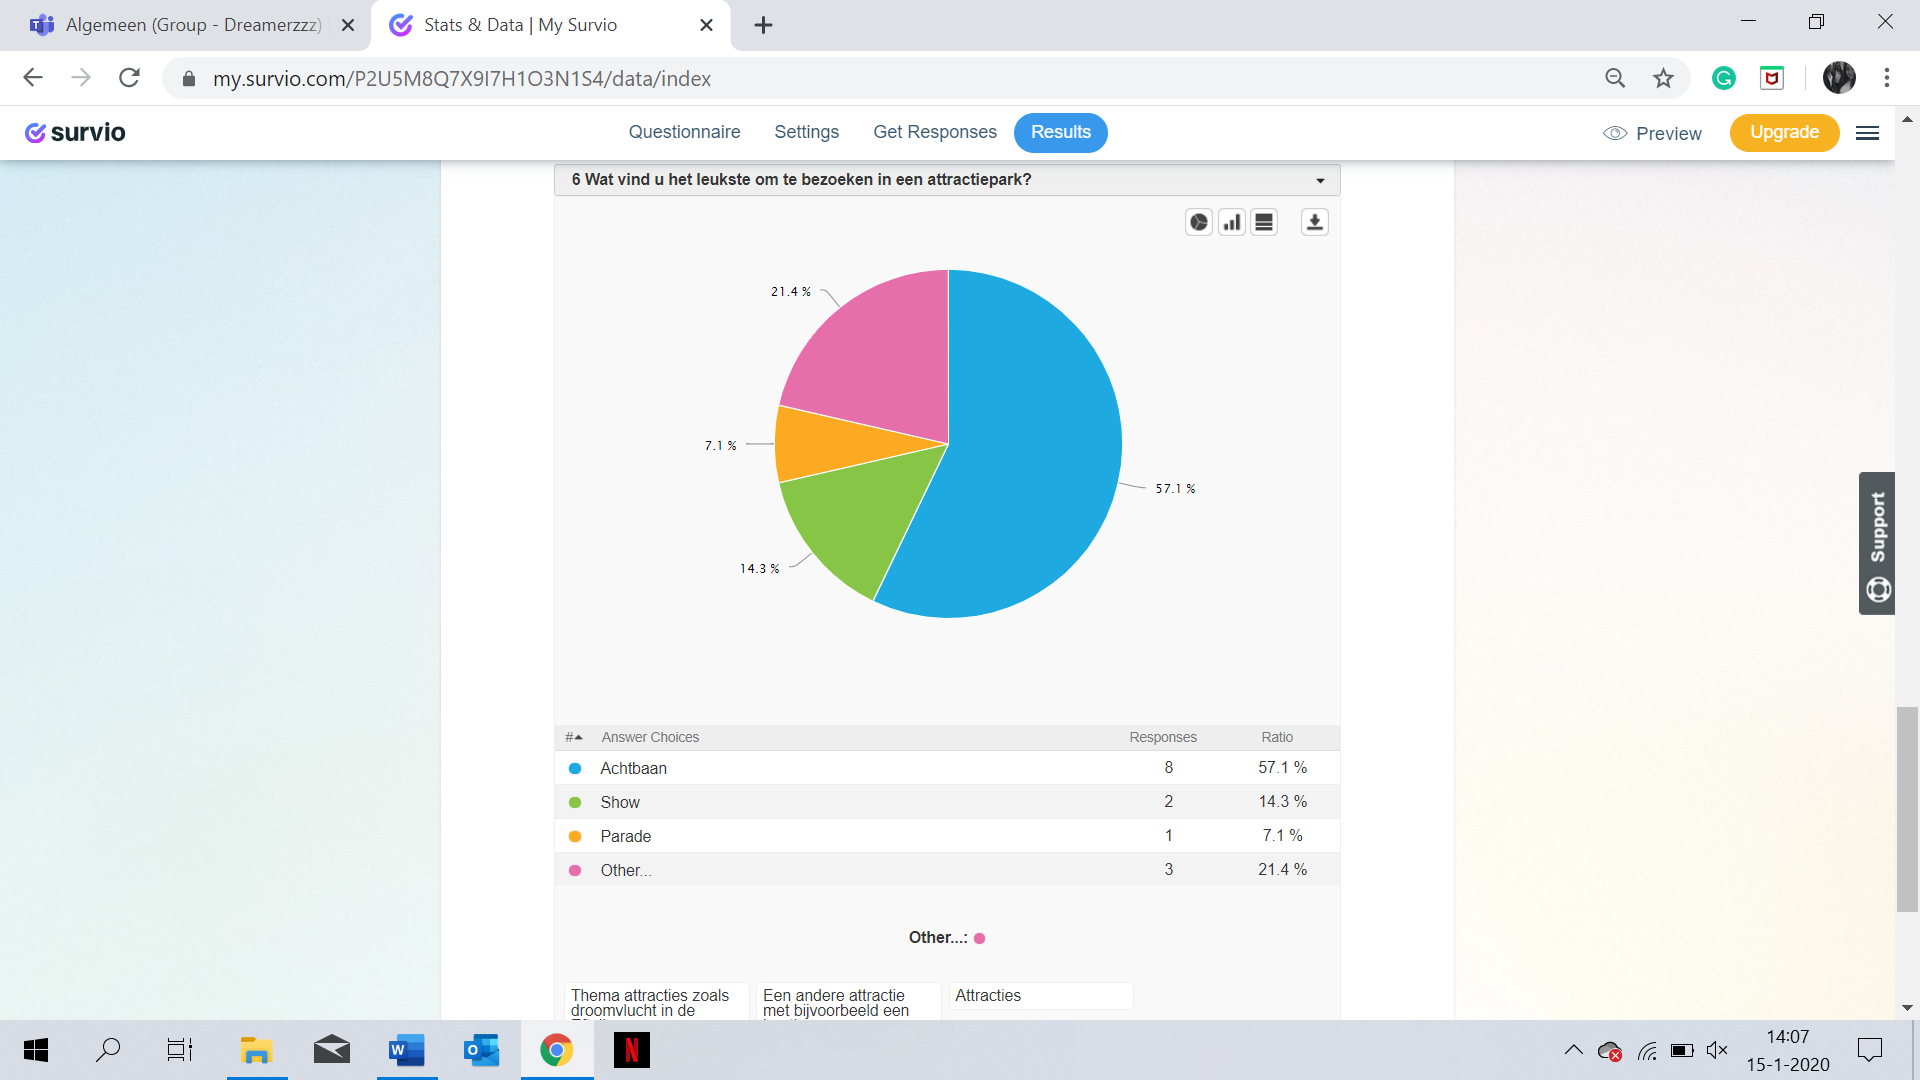 Algemeen (Group - Dreamerzzz)
Stats & Data | My Survio
my.survio.com/P2U5M8Q7X9I7H1O3N1S4/data/index
survio
Questionnaire
Settings
Get Responses
Results
Preview
Upgrade
6 Wat vind u het leukste om te bezoeken in een attractiepark?
21.4 %
7.1 %
57.1 %
14.3 %
Support
# Answer Choices Responses Ratio
Achtbaan 8 57.1 %
Show 2 14.3 %
Parade 1 7.1 %
Other... 3 21.4 %
Other...:
Thema attracties zoals
droomvlucht in de
Een andere attractie
met bijvoorbeeld een
Attracties
14:07
15-1-2020